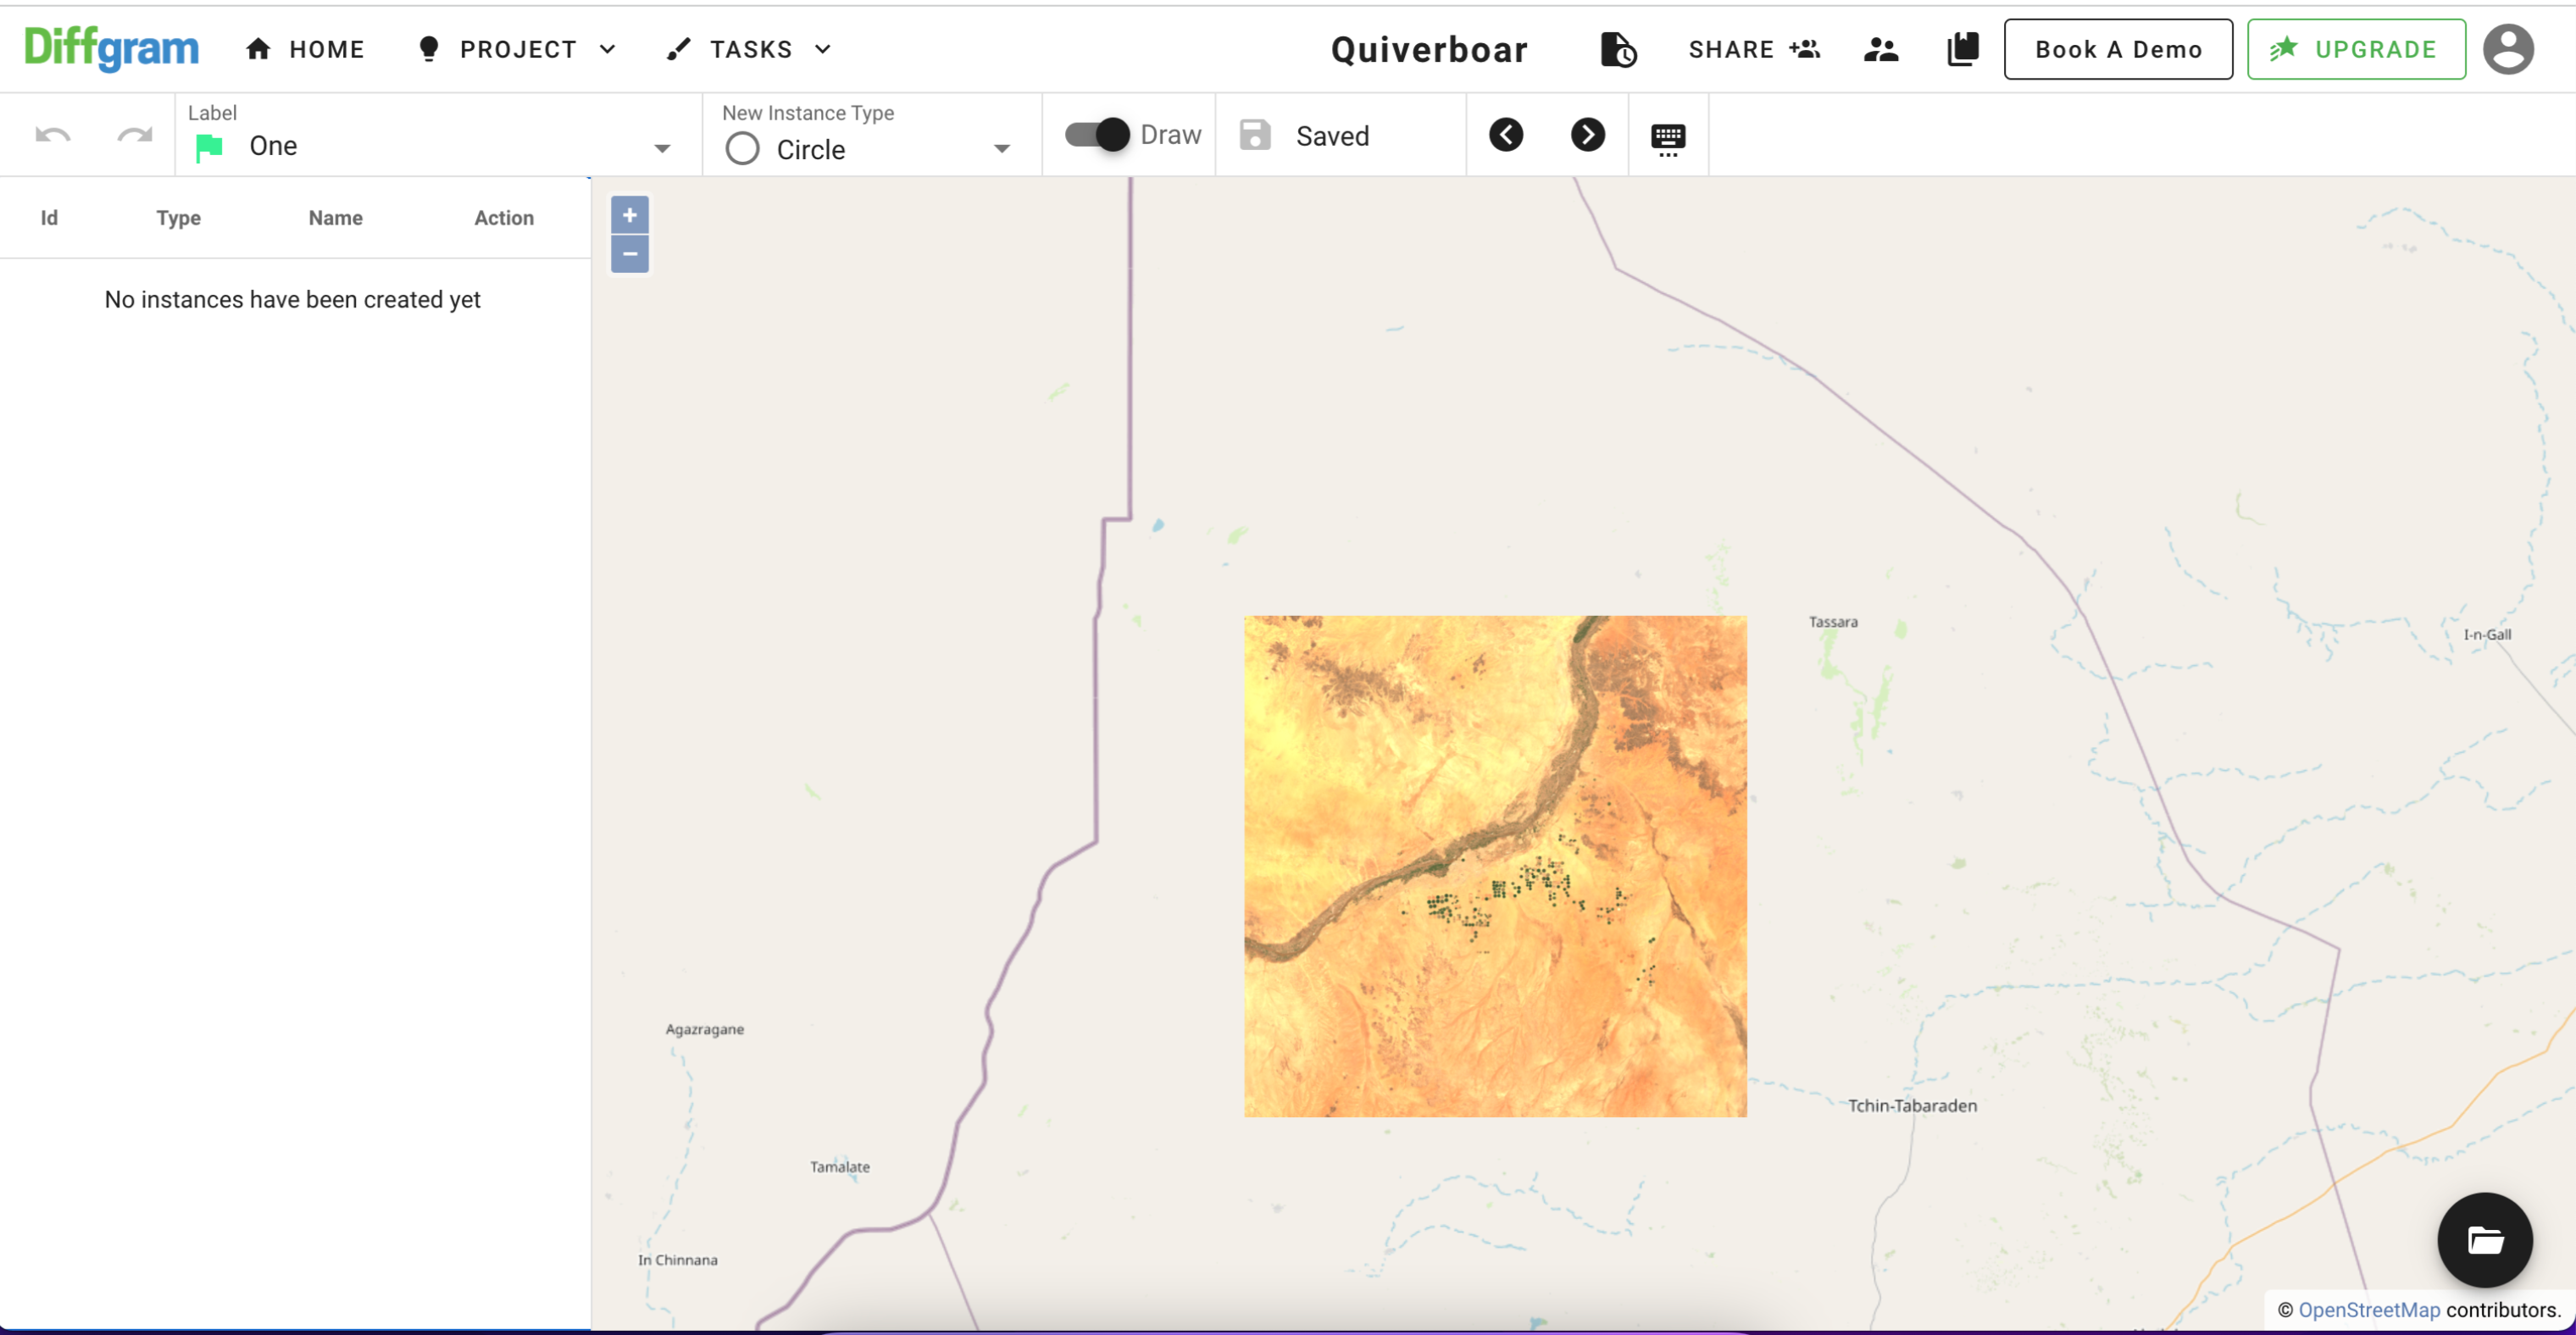 Diffgram HOME PROJECT TASKS Quiverboar SHARE Book A Demo UPGRADE
Label
One
New Instance Type
Circle
Draw
Saved
Id Type Name Action
No instances have been created yet
+
−
Tassara
I-n-Gall
Agazragane
Tchin-Tabaraden
Tamalate
In Chinnana
© OpenStreetMap contributors.